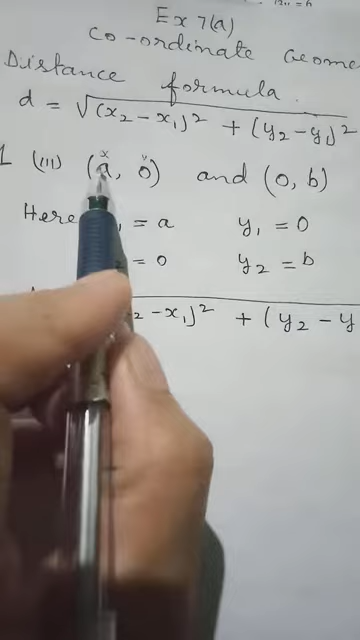 Ex 7(a)
Co-ordinate Geome
Distance formula.
d = √(x₂ - x₁)² + (y₂ - y₁)²
1 (iii) (a, 0) and (0, b)
x
Here = a y₁ = 0
= 0 y₂ = b
- x₁)² + (y₂ - y